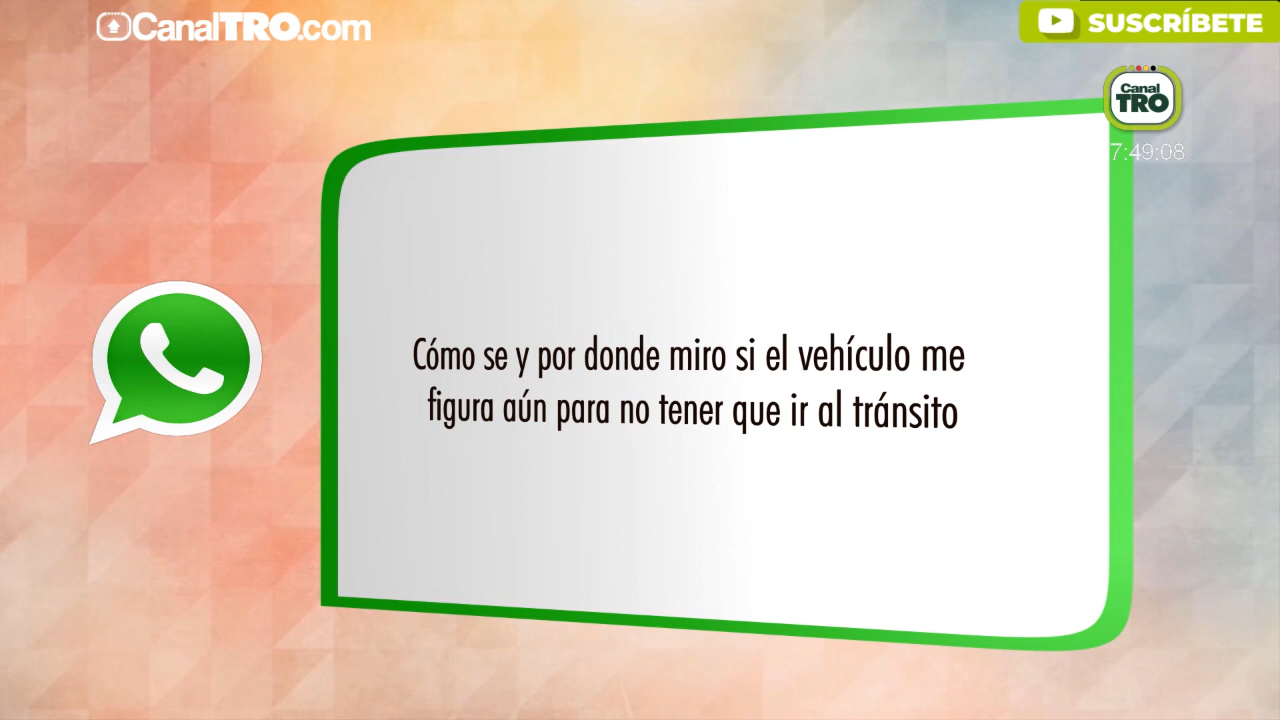 CanalTRO.com
SUSCRÍBETE
Canal
TRO
7:49:08
Cómo se y por donde miro si el vehículo me
figura aún para no tener que ir al tránsito